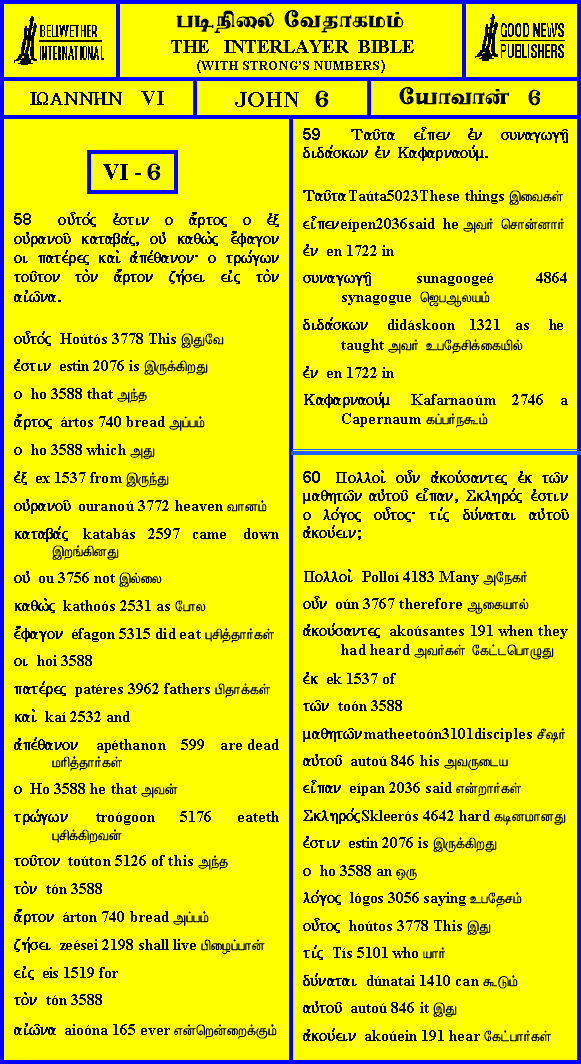 BELLWETHER
INTERNATIONAL
படிநிலை வேதாகமம்
THE INTERLAYER BIBLE
(WITH STRONG'S NUMBERS)
GOOD NEWS
PUBLISHERS
ΙΩΑΝΝΗΝ VI
JOHN 6
யோவான் 6
VI - 6
58 οὗτός ἐστιν ο ἄρτος ο ἐξ
οὐρανοῦ καταβάς, οὐ καθὼς ἔφαγον
οι πατέρες καὶ ἀπέθανον· ο τρώγων
τοῦτον τὸν ἄρτον ζήσει εἰς τὸν
αἰῶνα.
οὗτός Hoútós 3778 This இதுவே
ἐστιν estin 2076 is இருக்கிறது
ο ho 3588 that அந்த
ἄρτος ártos 740 bread அப்பம்
ο ho 3588 which அது
ἐξ ex 1537 from இருந்து
οὐρανοῦ ouranoú 3772 heaven வானம்
καταβάς katabás 2597 came down
இறங்கினது
οὐ ou 3756 not இல்லை
καθὼς kathoós 2531 as போல
ἔφαγον éfagon 5315 did eat புசித்தார்கள்
οι hoi 3588
πατέρες patéres 3962 fathers பிதாக்கள்
καὶ kaí 2532 and
ἀπέθανον apéthanon 599 are dead
மரித்தார்கள்
ο Ho 3588 he that அவன்
τρώγων troógoon 5176 eateth
புசிக்கிறவன்
τοῦτον toúton 5126 of this அந்த
τὸν tón 3588
ἄρτον árton 740 bread அப்பம்
ζήσει zeései 2198 shall live பிழைப்பான்
εἰς eis 1519 for
τὸν tón 3588
αἰῶνα aioóna 165 ever என்றென்றைக்கும்
59 Ταῦτα εἶπεν ἐν συναγωγῇ
διδάσκων ἐν Καφαρναούμ.
Ταῦτα Taúta5023These things இவைகள்
εἶπεν eípen2036said he அவர் சொன்னார்
ἐν en 1722 in
συναγωγῇ sunagoogeé 4864
synagogue ஜெபஆலயம்
διδάσκων didáskoon 1321 as he
taught அவர் உபதேசிக்கையில்
ἐν en 1722 in
Καφαρναούμ Kafarnaoúm 2746 a
Capernaum கப்பர்நகூம்
60 Πολλοὶ οὖν ἀκούσαντες ἐκ τῶν
μαθητῶν αὐτοῦ εἶπαν, Σκληρός ἐστιν
ο λόγος οὗτος· τίς δύναται αὐτοῦ
ἀκούειν;
Πολλοὶ Polloí 4183 Many அநேகர்
οὖν oún 3767 therefore ஆகையால்
ἀκούσαντες akoúsantes 191 when they
had heard அவர்கள் கேட்டபொழுது
ἐκ ek 1537 of
τῶν toón 3588
μαθητῶν matheetoón3101disciples சீஷர்
αὐτοῦ autoú 846 his அவருடைய
εἶπαν eípan 2036 said என்றார்கள்
Σκληρός Skleerós 4642 hard கடினமானது
ἐστιν estin 2076 is இருக்கிறது
ο ho 3588 an ஒரு
λόγος lógos 3056 saying உபதேசம்
οὗτος hoútos 3778 This இது
τίς Tís 5101 who யார்
δύναται dúnatai 1410 can கூடும்
αὐτοῦ autoú 846 it இது
ἀκούειν akoúein 191 hear கேட்பார்கள்